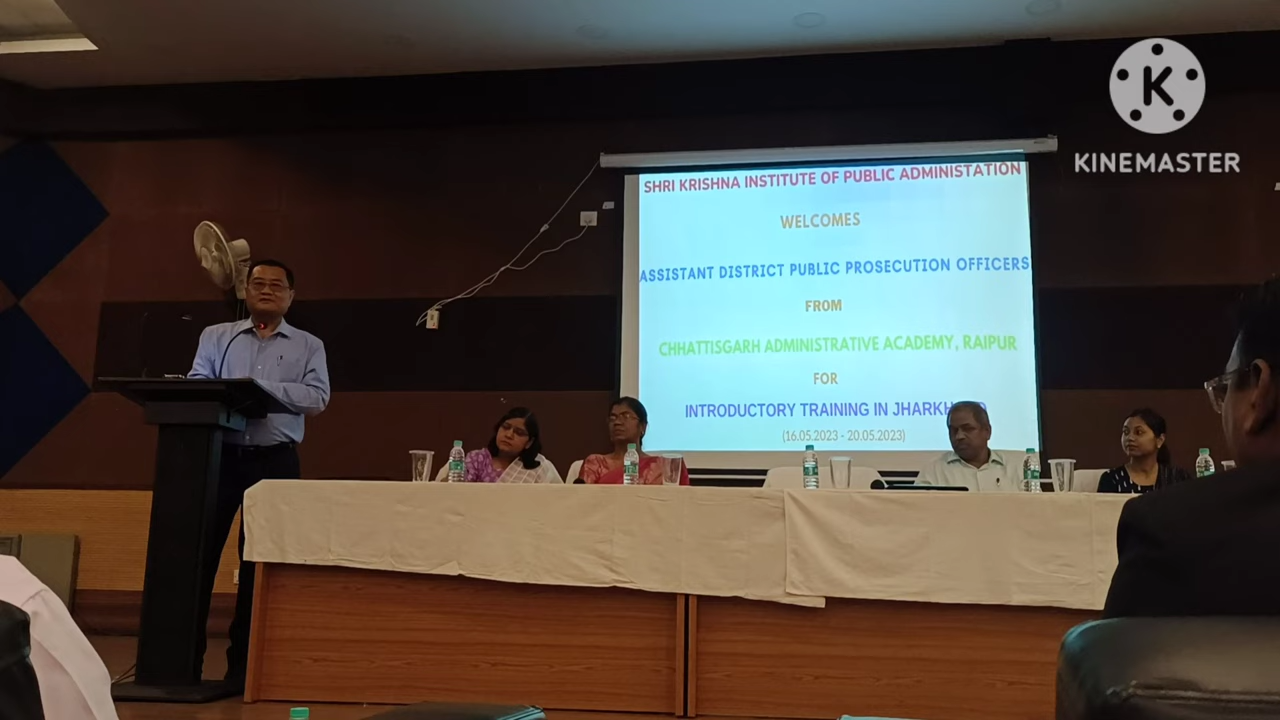 K
KINEMASTER
SHRI KRISHNA INSTITUTE OF PUBLIC ADMINISTATION
WELCOMES
ASSISTANT DISTRICT PUBLIC PROSECUTION OFFICERS
FROM
CHHATTISGARH ADMINISTRATIVE ACADEMY, RAIPUR
FOR
INTRODUCTORY TRAINING IN
(16.05.2023 - 20.05.2023)